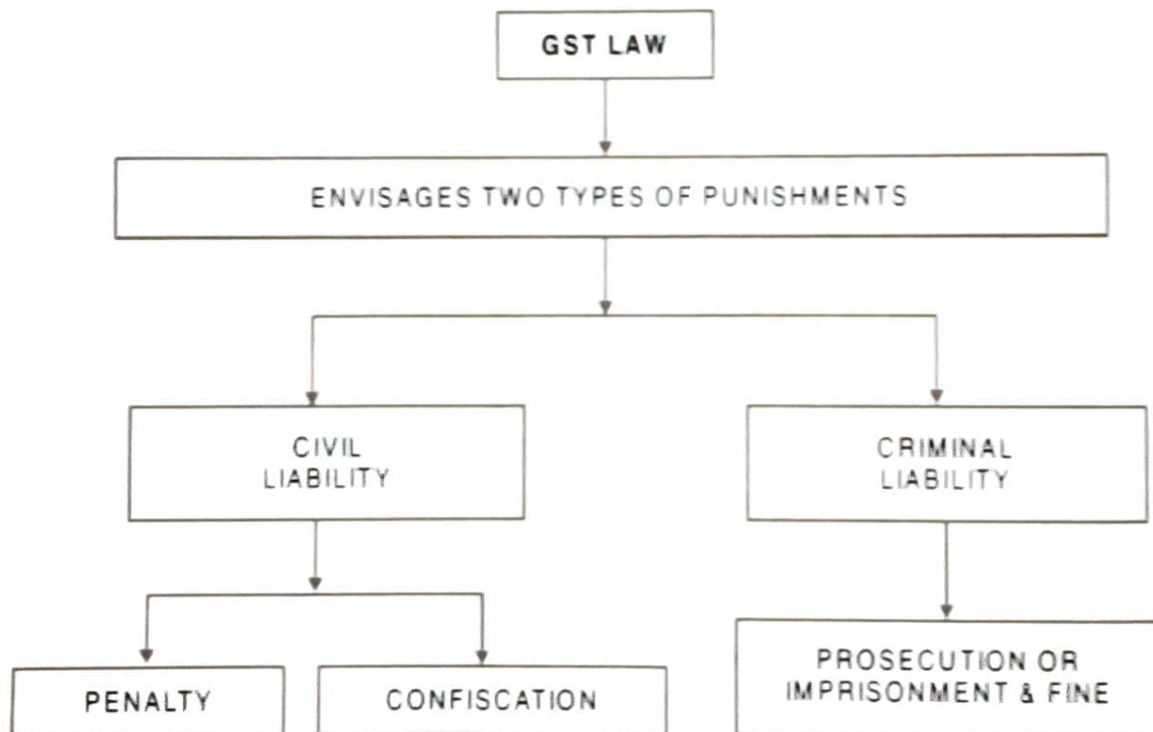 GST LAW
ENVISAGES TWO TYPES OF PUNISHMENTS
CIVIL
LIABILITY
CRIMINAL
LIABILITY
PENALTY
CONFISCATION
PROSECUTION OR
IMPRISONMENT & FINE